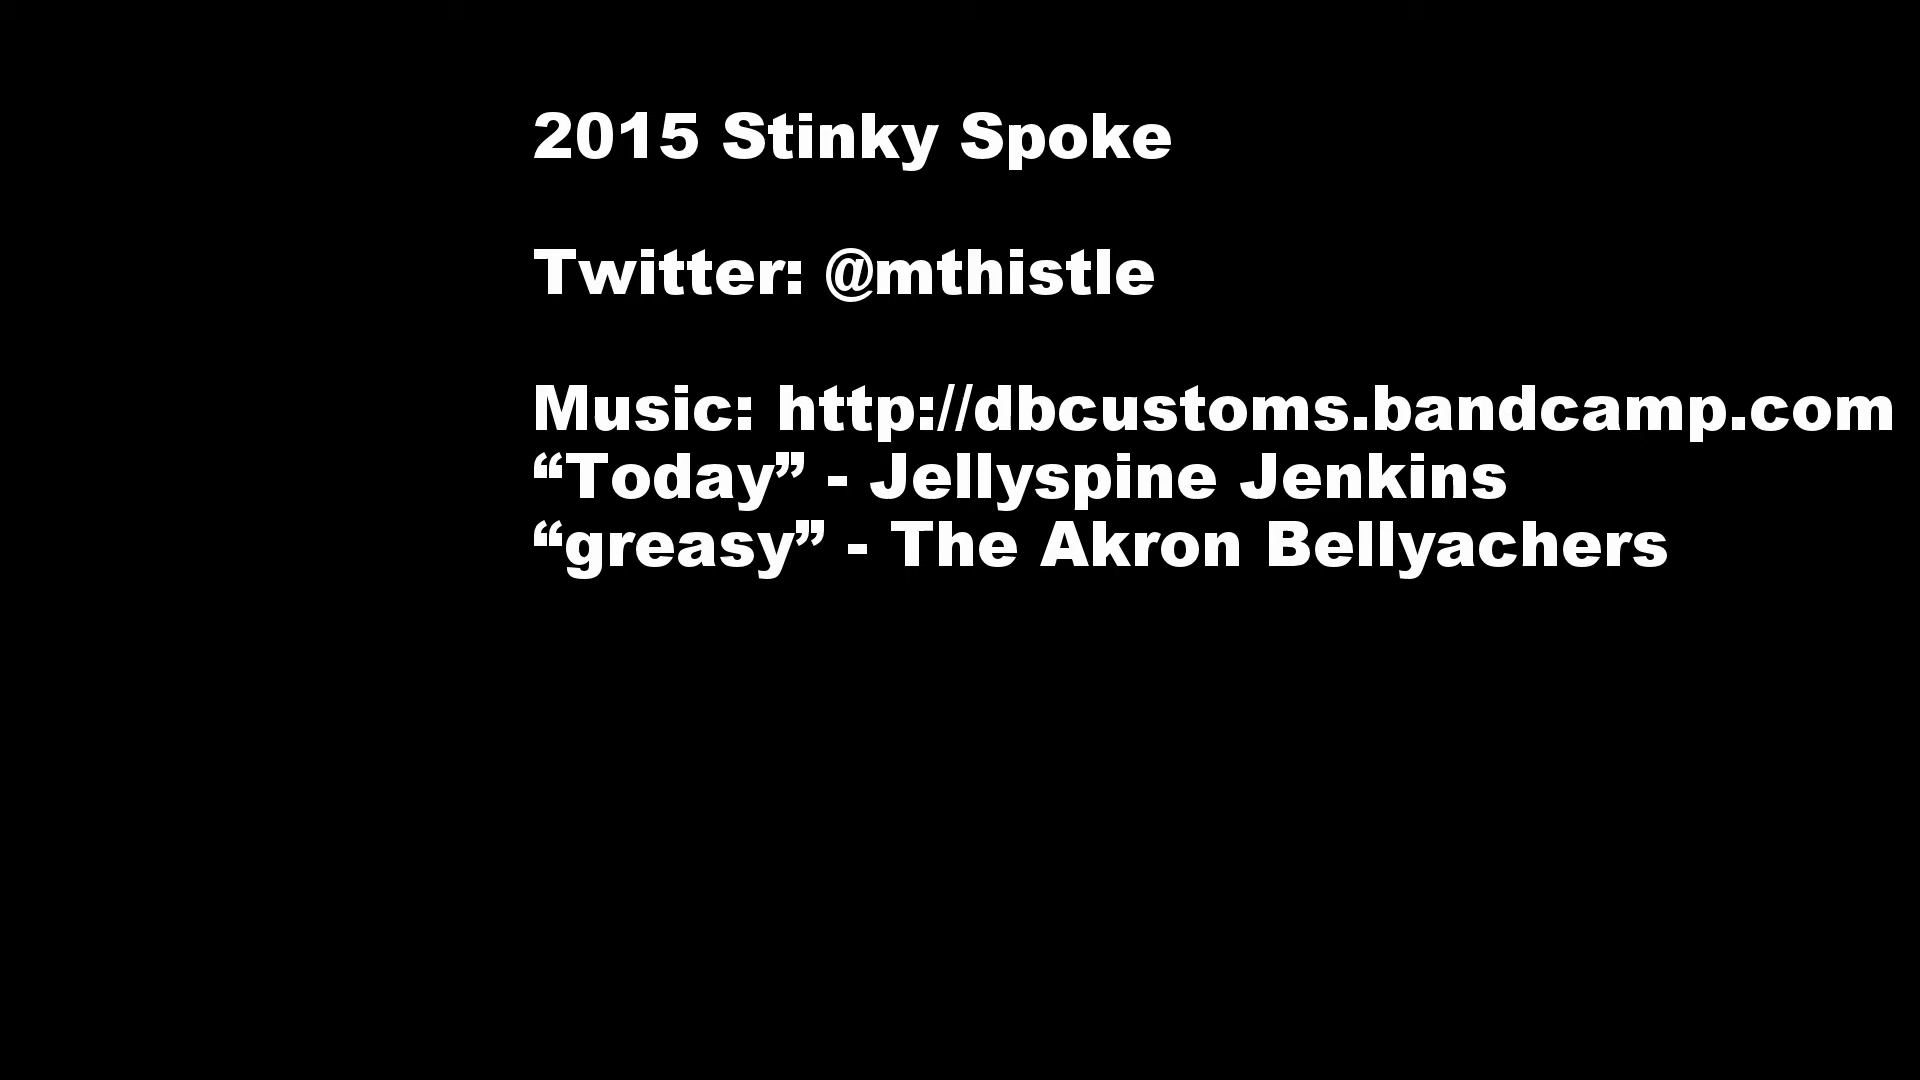 2015 Stinky Spoke
Twitter: @mthistle
Music: http://dbcustoms.bandcamp.com
“Today” - Jellyspine Jenkins
“greasy” - The Akron Bellyachers